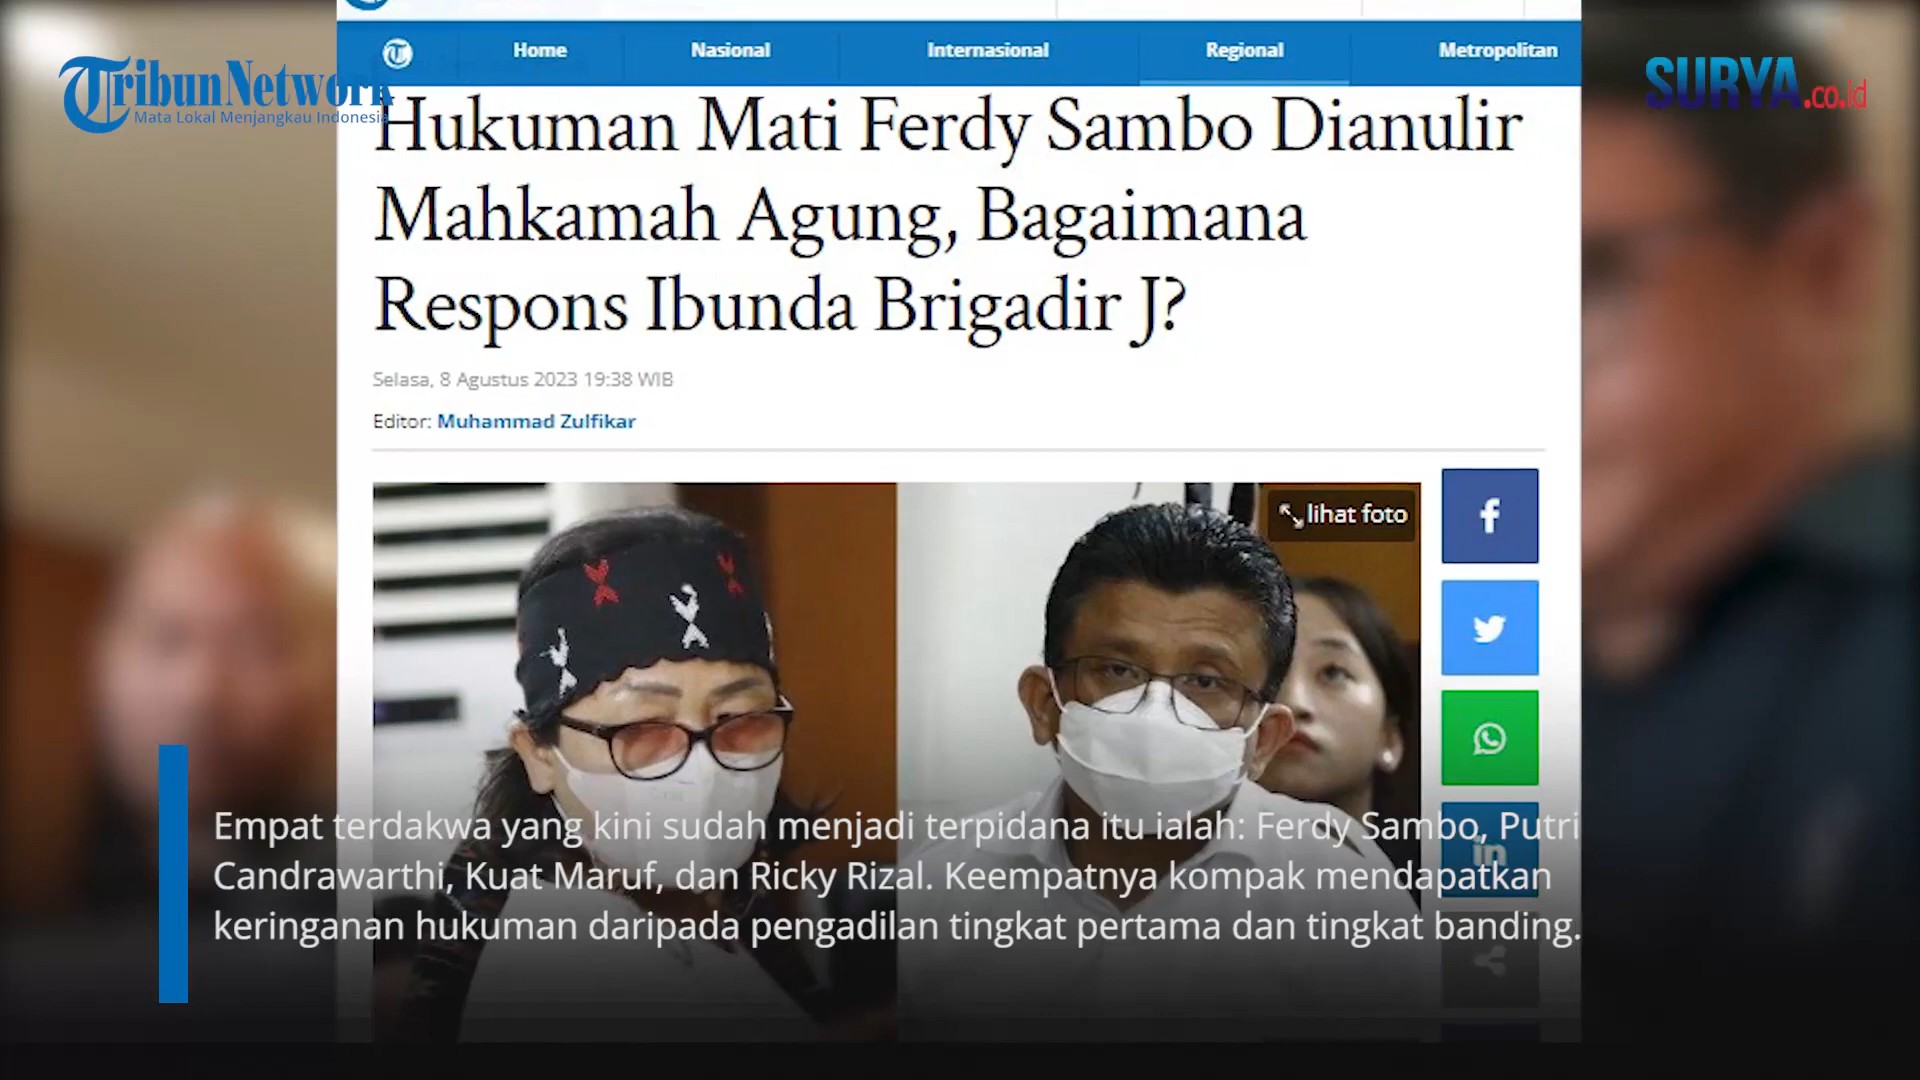 Home Nasional Internasional Regional Metropolitan
TribunNetwork
Mata Lokal Menjangkau Indonesia
SURYA.co.id
Hukuman Mati Ferdy Sambo Dianulir
Mahkamah Agung, Bagaimana
Respons Ibunda Brigadir J?
Selasa, 8 Agustus 2023 19:38 WIB
Editor: Muhammad Zulfikar
lihat foto
Empat terdakwa yang kini sudah menjadi terpidana itu ialah: Ferdy Sambo, Putri
Candrawarthi, Kuat Maruf, dan Ricky Rizal. Keempatnya kompak mendapatkan
keringanan hukuman daripada pengadilan tingkat pertama dan tingkat banding.